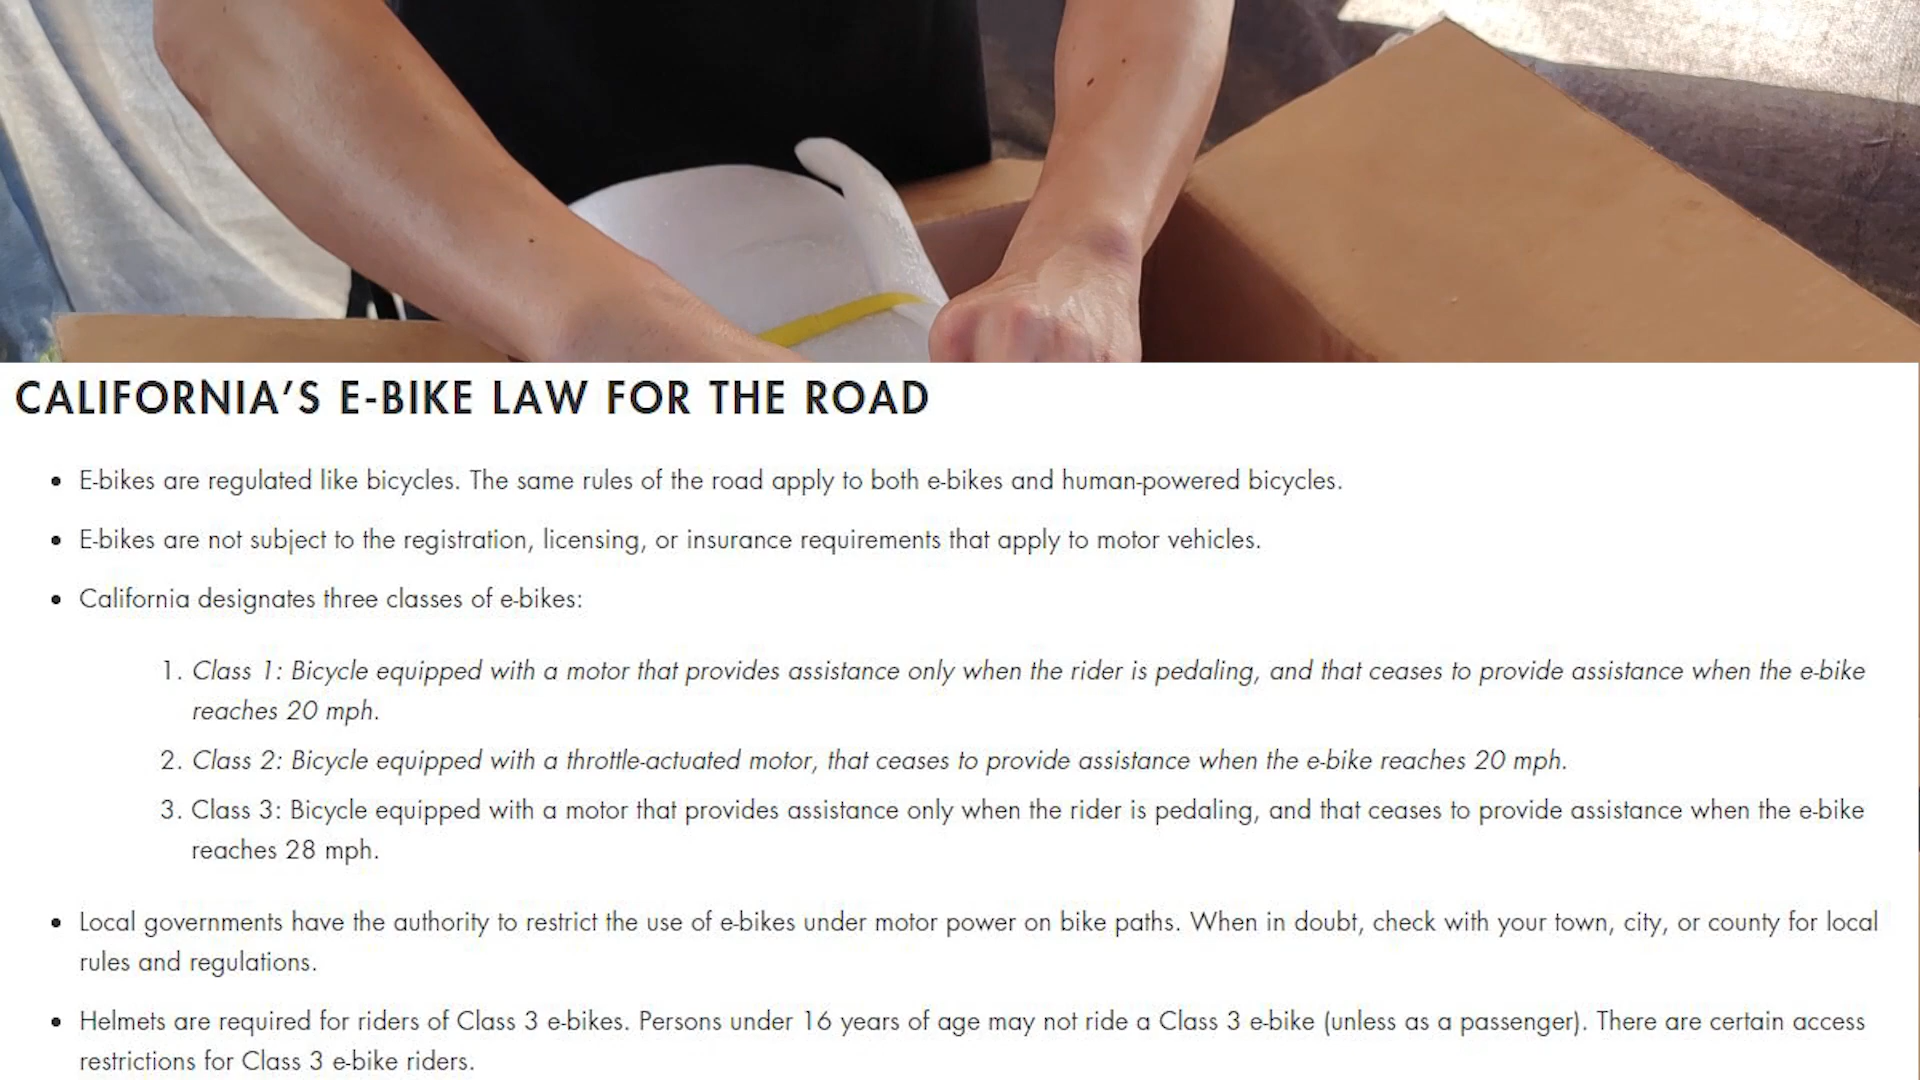 CALIFORNIA'S E-BIKE LAW FOR THE ROAD
• E-bikes are regulated like bicycles. The same rules of the road apply to both e-bikes and human-powered bicycles.
• E-bikes are not subject to the registration, licensing, or insurance requirements that apply to motor vehicles.
• California designates three classes of e-bikes:
1. Class 1: Bicycle equipped with a motor that provides assistance only when the rider is pedaling, and that ceases to provide assistance when the e-bike
reaches 20 mph.
2. Class 2: Bicycle equipped with a throttle-actuated motor, that ceases to provide assistance when the e-bike reaches 20 mph.
3. Class 3: Bicycle equipped with a motor that provides assistance only when the rider is pedaling, and that ceases to provide assistance when the e-bike
reaches 28 mph.
• Local governments have the authority to restrict the use of e-bikes under motor power on bike paths. When in doubt, check with your town, city, or county for local
rules and regulations.
• Helmets are required for riders of Class 3 e-bikes. Persons under 16 years of age may not ride a Class 3 e-bike (unless as a passenger). There are certain access
restrictions for Class 3 e-bike riders.